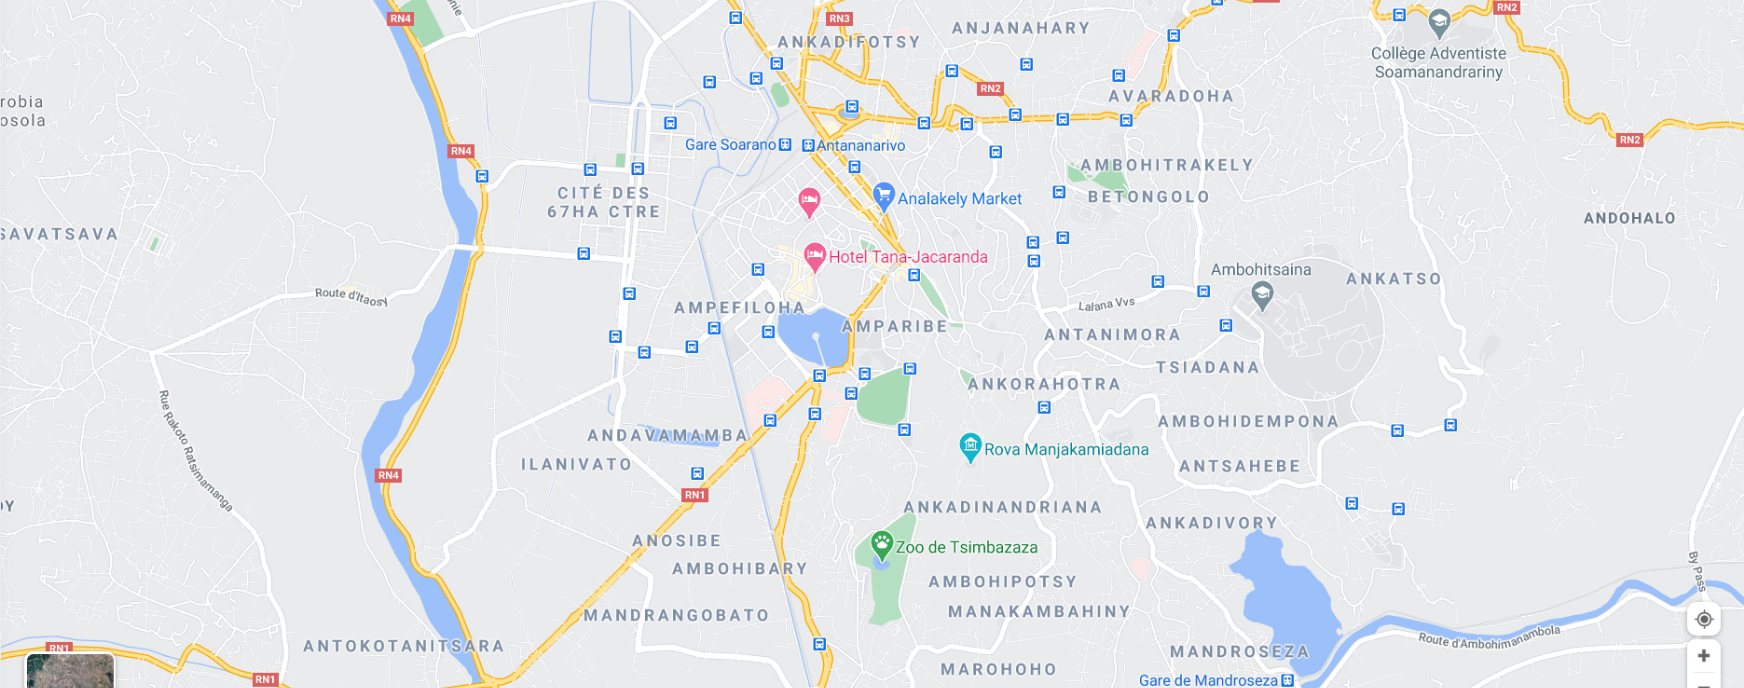 RN4
RN3
RN2
ANJANAHARY
ANKADIFOTSY
Collège Adventiste
Soamanandrariny
RN2
AVARADOHA
robia
osola
RN4
RN2
Gare Soarano
Antananarivo
AMBOHITRAKELY
CITÉ DES
67HA CTRE
Analakely Market
BETONGOLO
ANDOHALO
SAVATSAVA
Hotel Tana-Jacaranda
Ambohitsaina
ANKATSO
Route d'Itaosy
AMPEFILOHA
Lalana Vvs
AMPARIBE
ANTANIMORA
TSIADANA
ANKORAHOTRA
Rue Rakoto Ratsimamanga
AMBOHIDEMPONA
ANDAVAMAMBA
Rova Manjakamiadana
ILANIVATO
ANTSAHEBE
RN4
RN1
OY
ANKADINANDRIANA
ANKADIVORY
ANOSIBE
Zoo de Tsimbazaza
AMBOHIBARY
AMBOHIPOTSY
By Pass
MANDRANGOBATO
MANAKAMBAHINY
Route d'Ambohimanambola
ANTOKOTANITSARA
RN1
MANDROSEZA
MAROHOHO
RN1
Gare de Mandroseza